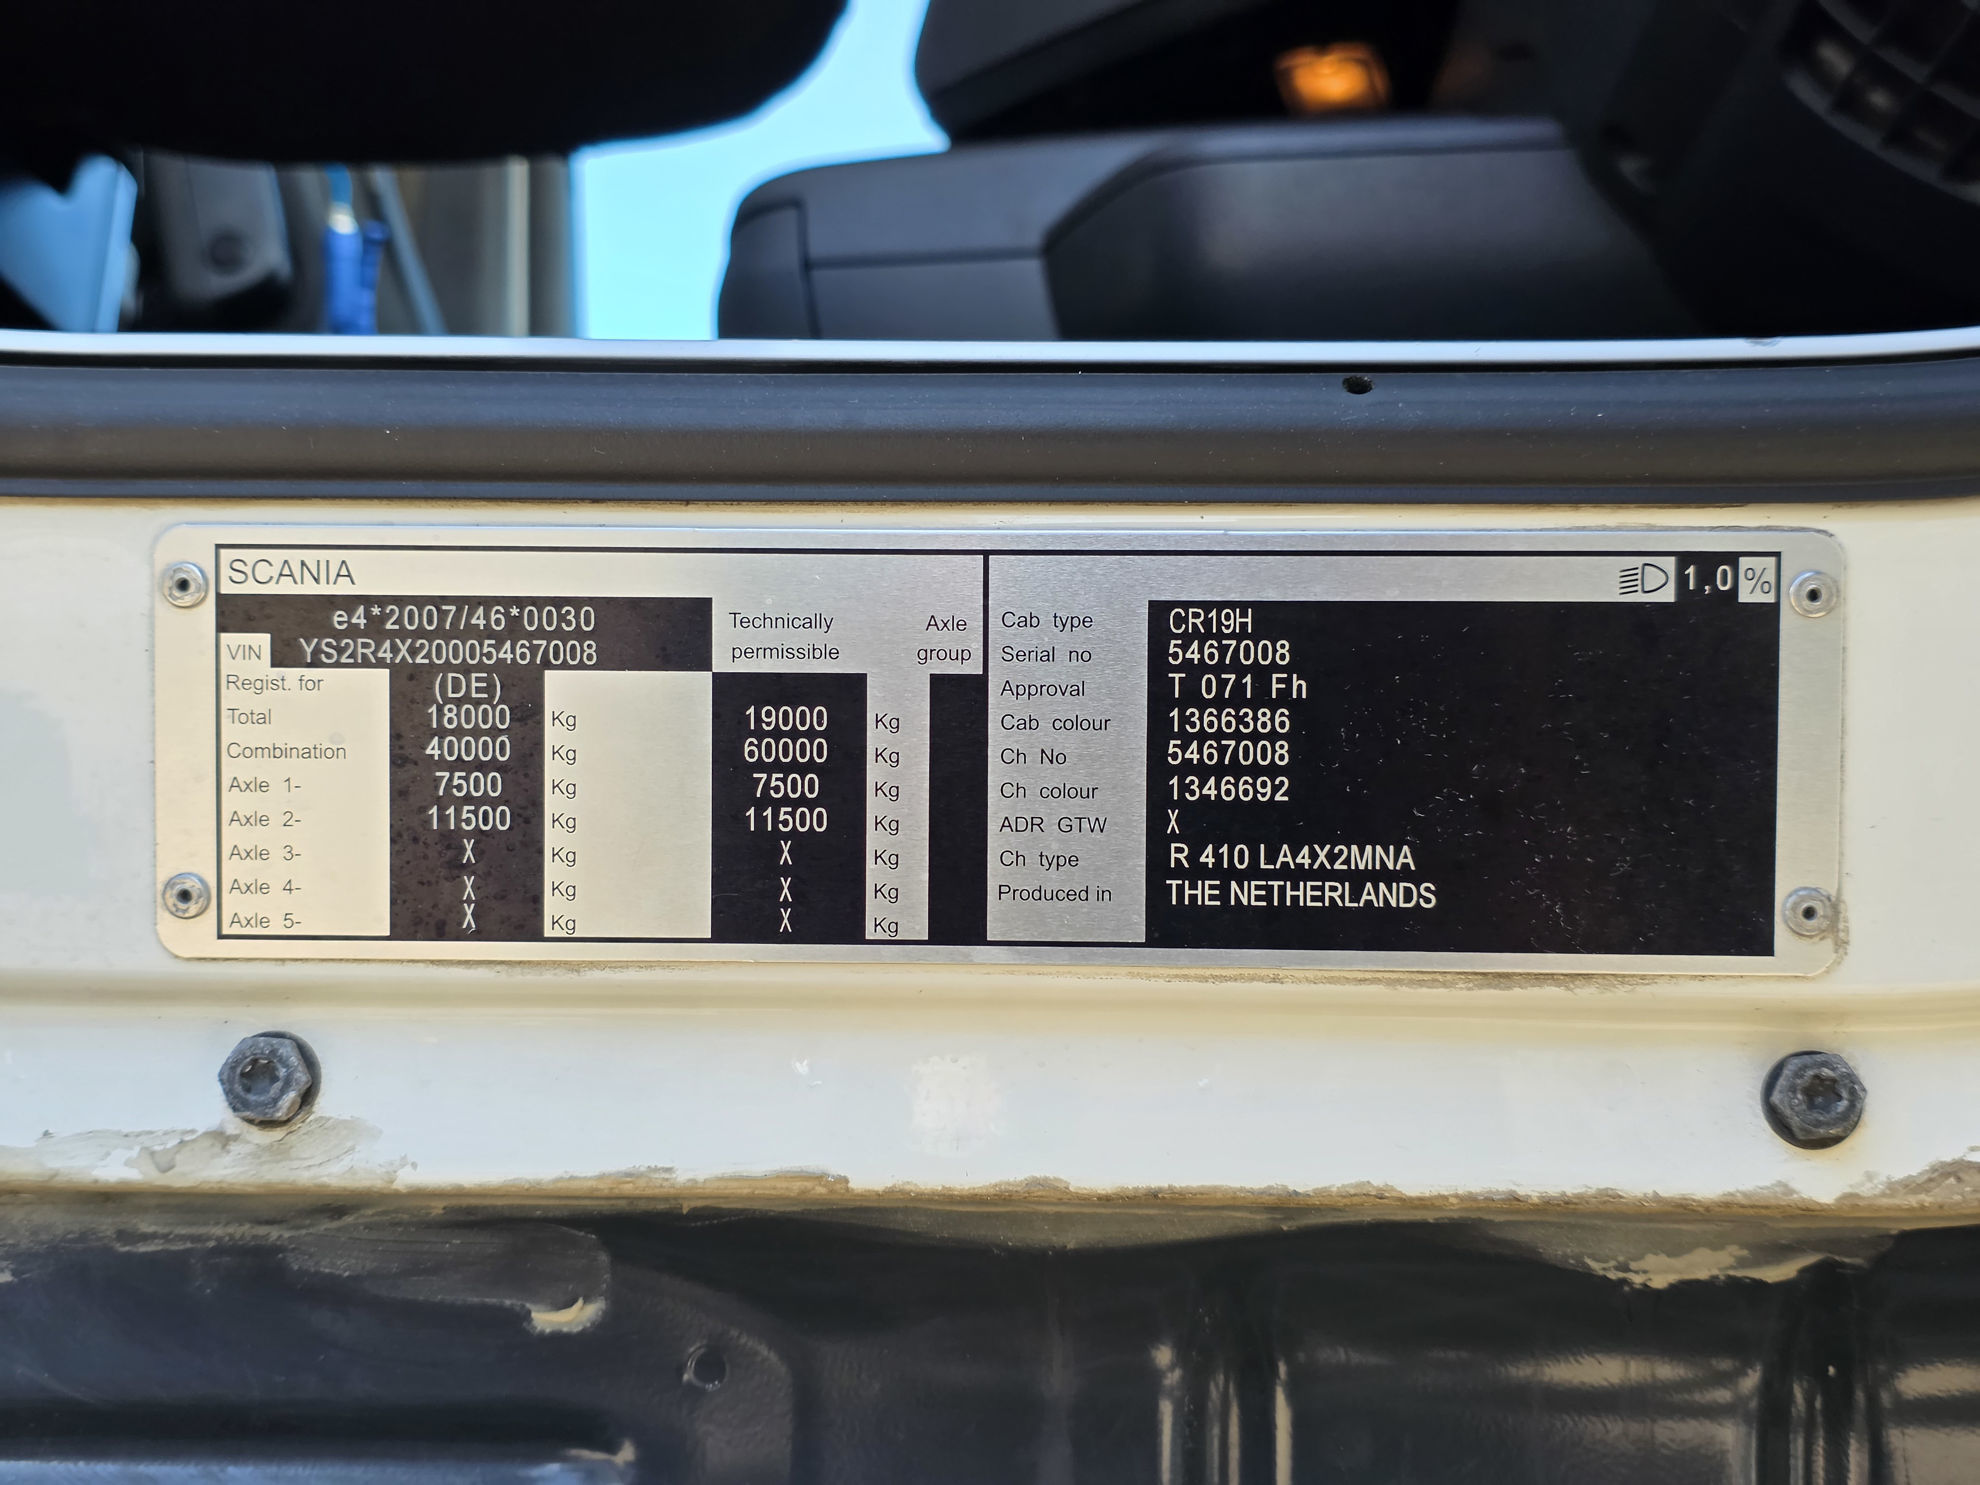 SCANIA
e4*2007/46*0030
VIN YS2R4X20005467008
Technically permissible
Axle group
Regist. for (DE)
Total 18000 Kg 19000 Kg
Combination 40000 Kg 60000 Kg
Axle 1- 7500 Kg 7500 Kg
Axle 2- 11500 Kg 11500 Kg
Axle 3- X Kg X Kg
Axle 4- X Kg X Kg
Axle 5- X Kg X Kg
1,0 %
Cab type CR19H
Serial no 5467008
Approval T 071 Fh
Cab colour 1366386
Ch No 5467008
Ch colour 1346692
ADR GTW X
Ch type R 410 LA4X2MNA
Produced in THE NETHERLANDS